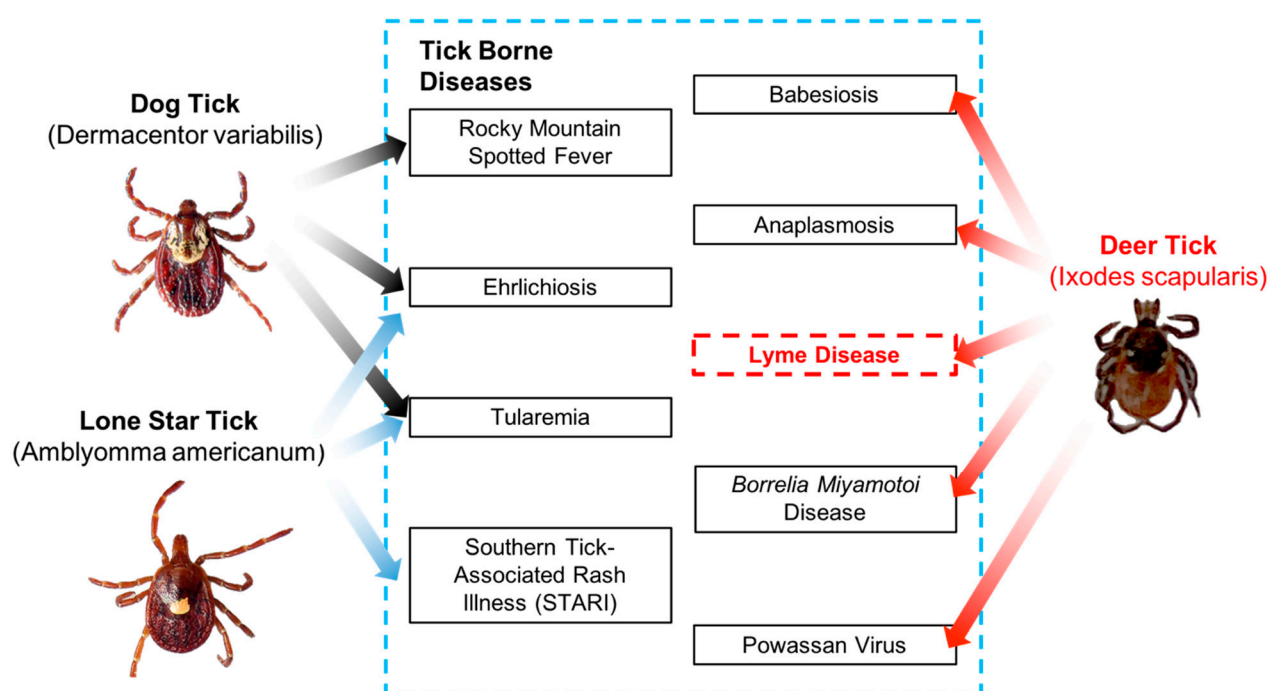 Tick Borne
Diseases
Dog Tick
(Dermacentor variabilis)
Rocky Mountain
Spotted Fever
Ehrlichiosis
Tularemia
Lone Star Tick
(Amblyomma americanum)
Southern Tick-
Associated Rash
Illness (STARI)
Babesiosis
Anaplasmosis
Lyme Disease
Borrelia Miyamotoi
Disease
Powassan Virus
Deer Tick
(Ixodes scapularis)